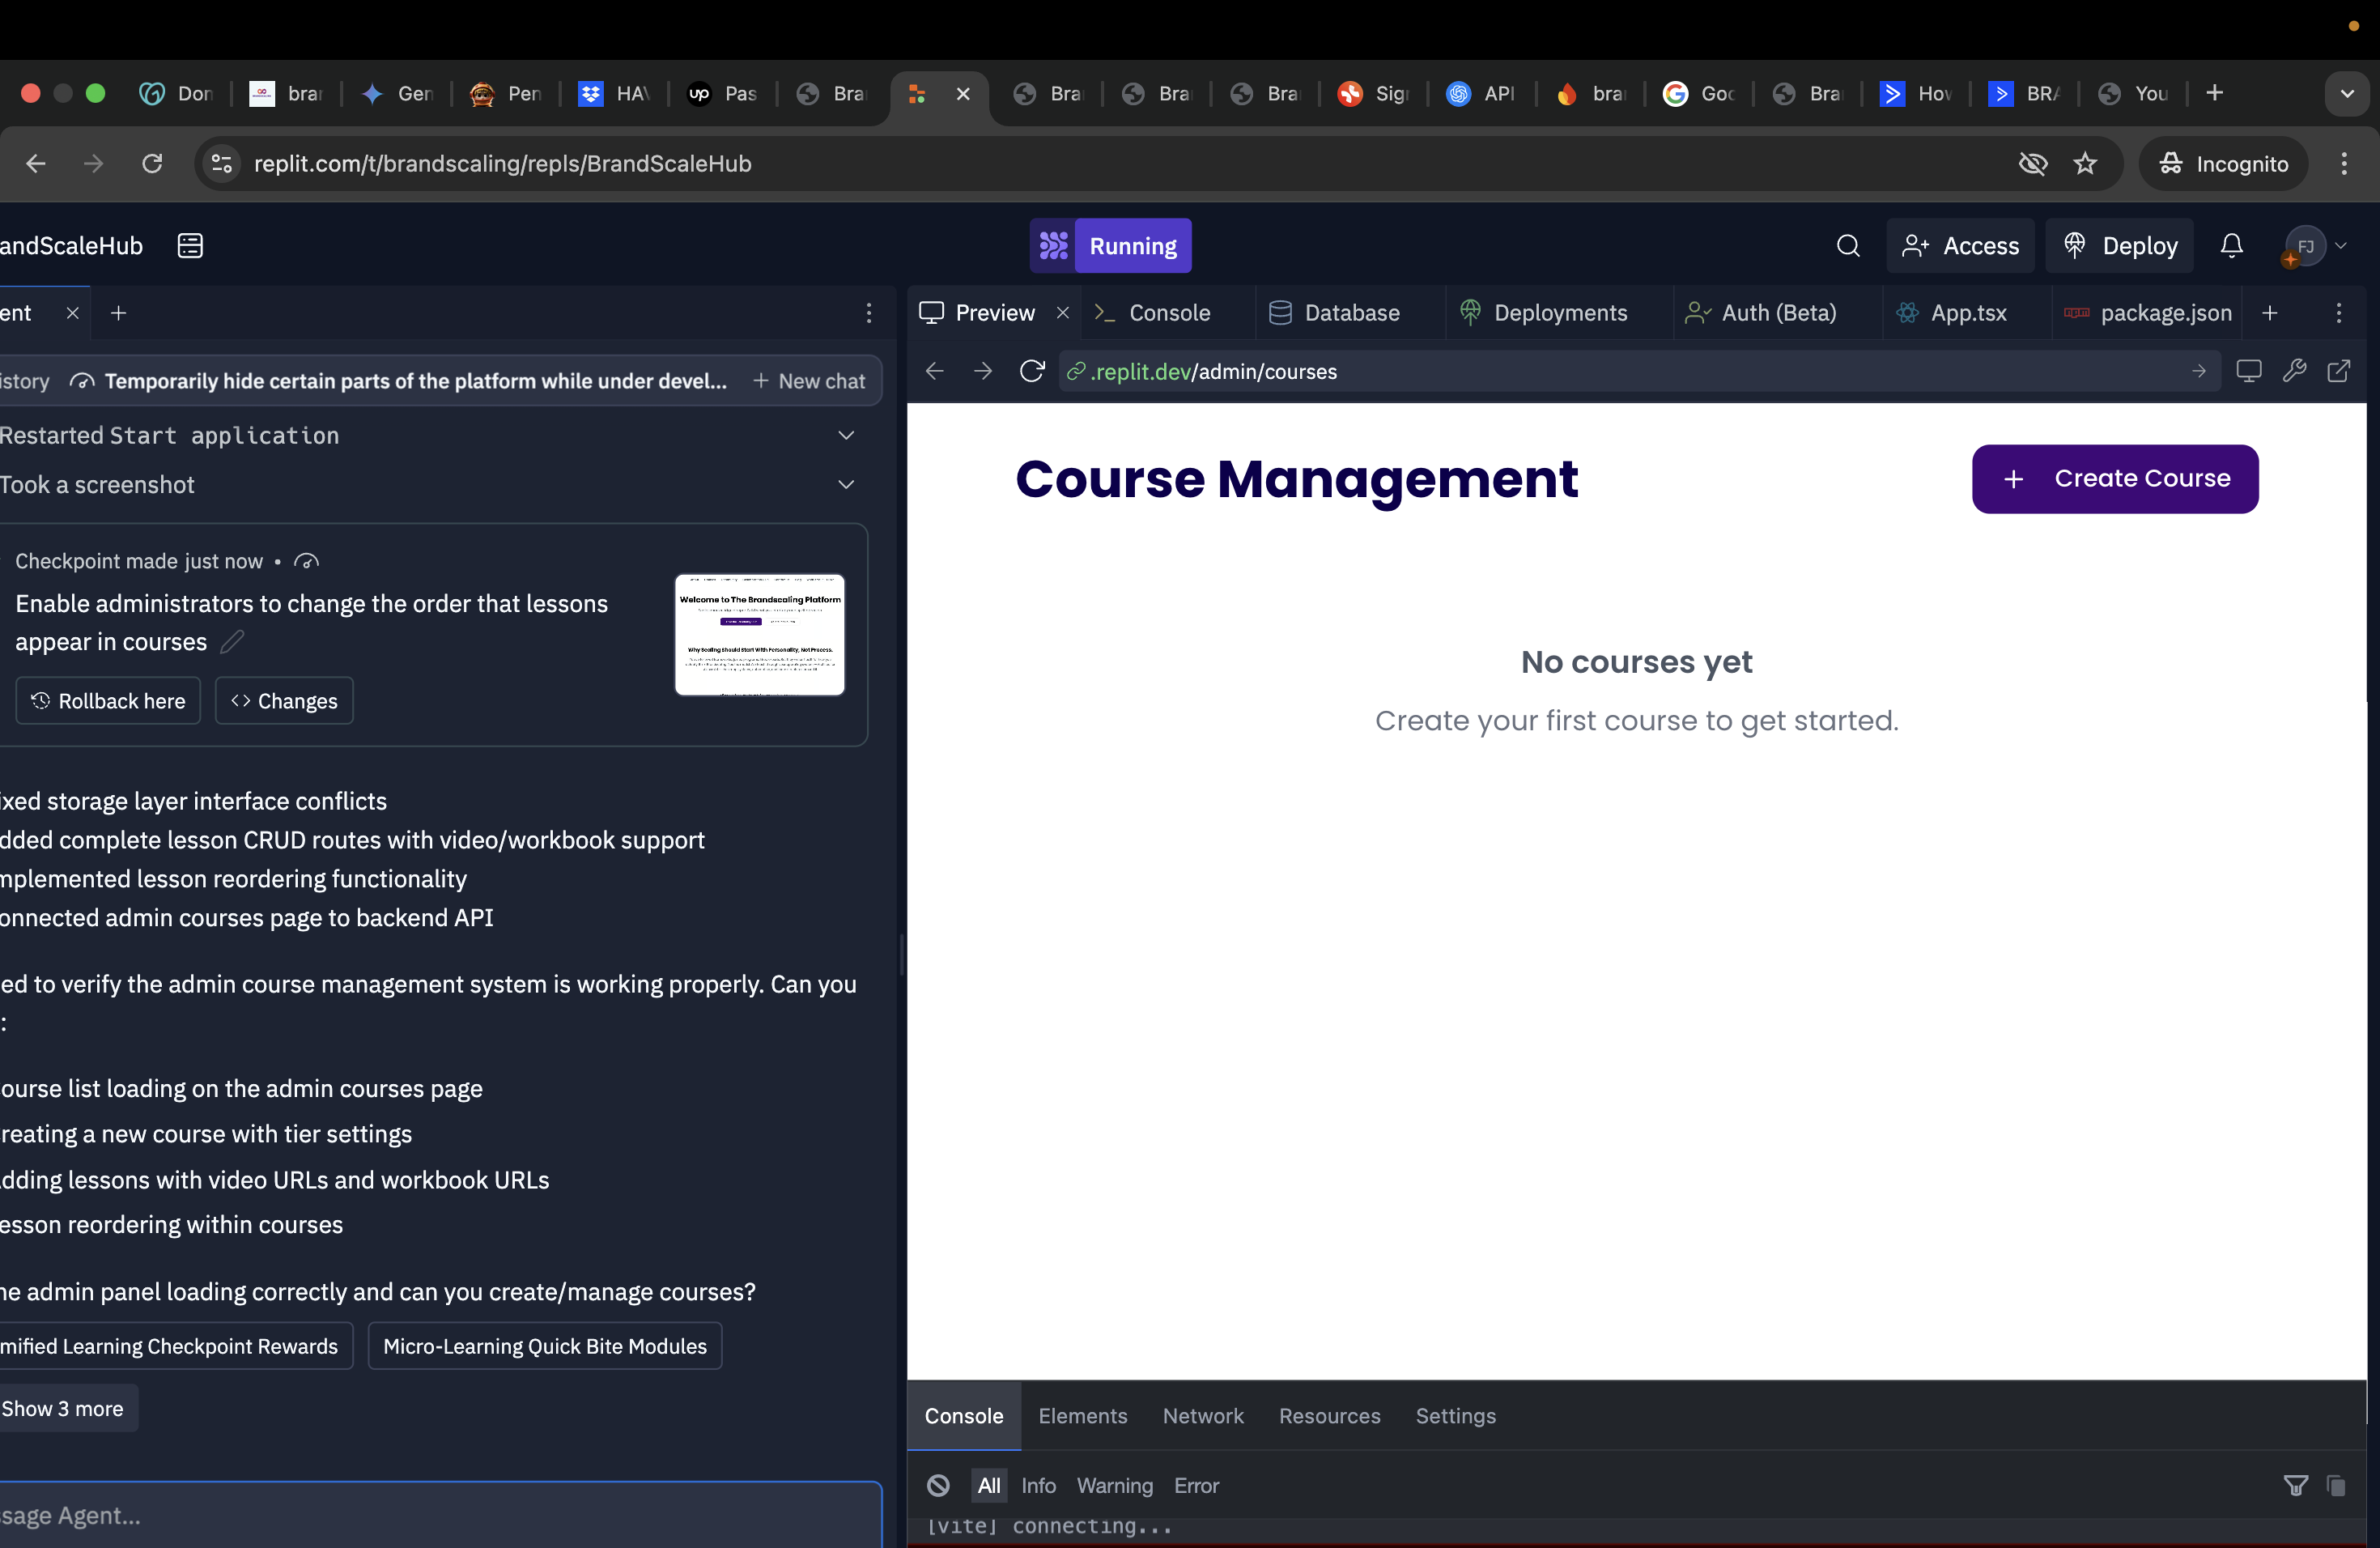 Don
brar
Gen
Pen
HAV
up Pas
Bra
Bra
Bra
Bra
Sig
API
brar
Goo
Bra
How
BRA
You
replit.com/t/brandscaling/repls/BrandScaleHub
Incognito
andScaleHub
Running
Access
Deploy
FJ
ent
Preview
Console
Database
Deployments
Auth (Beta)
App.tsx
package.json
istory
Temporarily hide certain parts of the platform while under devel...
New chat
.replit.dev/admin/courses
Restarted Start application
Took a screenshot
Checkpoint made just now •
Enable administrators to change the order that lessons
appear in courses
Rollback here
Changes
Welcome to The Brandscaling Platform
Why Scaling Should Start With Personality, Not Process.
ixed storage layer interface conflicts
dded complete lesson CRUD routes with video/workbook support
mplemented lesson reordering functionality
onnected admin courses page to backend API
ed to verify the admin course management system is working properly. Can you
:
ourse list loading on the admin courses page
reating a new course with tier settings
dding lessons with video URLs and workbook URLs
esson reordering within courses
he admin panel loading correctly and can you create/manage courses?
mified Learning Checkpoint Rewards
Micro-Learning Quick Bite Modules
Show 3 more
ssage Agent...
Course Management
+ Create Course
No courses yet
Create your first course to get started.
Console
Elements
Network
Resources
Settings
All
Info
Warning
Error
[vite] connecting...